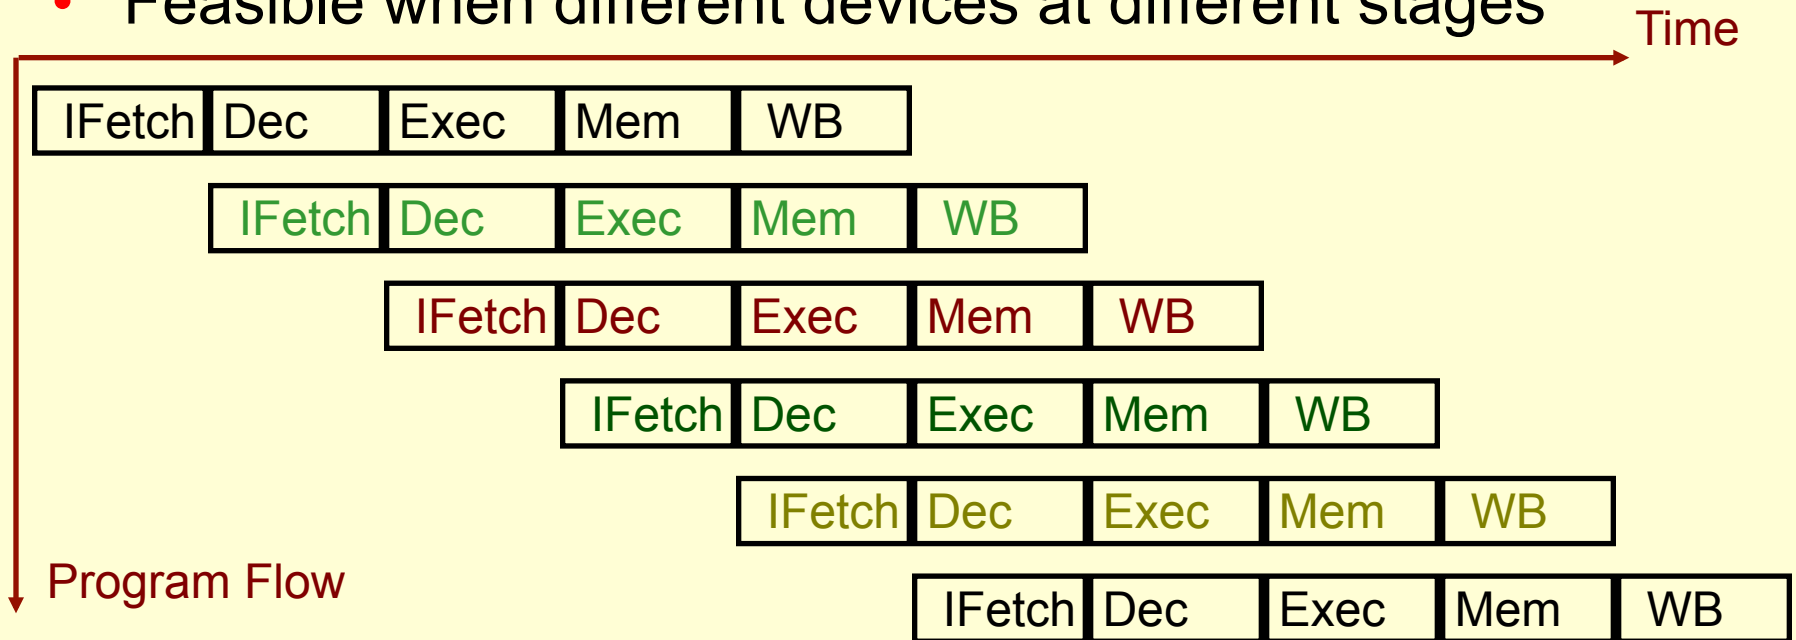 • Feasible when different devices at different stages
Time
IFetch Dec Exec Mem WB
IFetch Dec Exec Mem WB
IFetch Dec Exec Mem WB
IFetch Dec Exec Mem WB
IFetch Dec Exec Mem WB
Program Flow
IFetch Dec Exec Mem WB